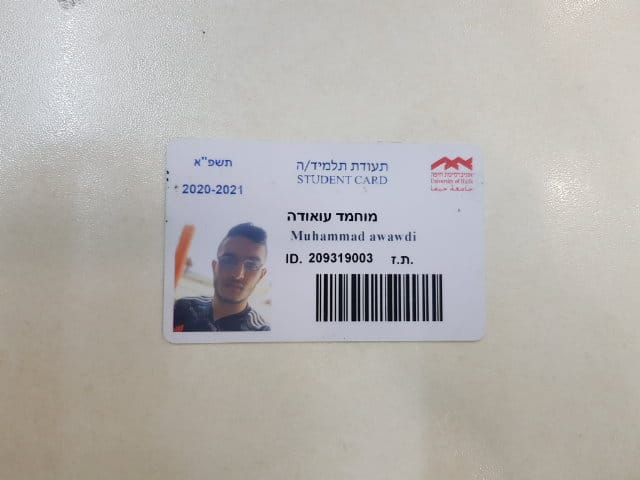 תשפ"א
2020-2021
תעודת תלמיד/ה
STUDENT CARD
אוניברסיטת חיפה
University of Haifa
جامعة حيفا
מוחמד עואודה
Muhammad awawdi
ID. 209319003 ת.ז.